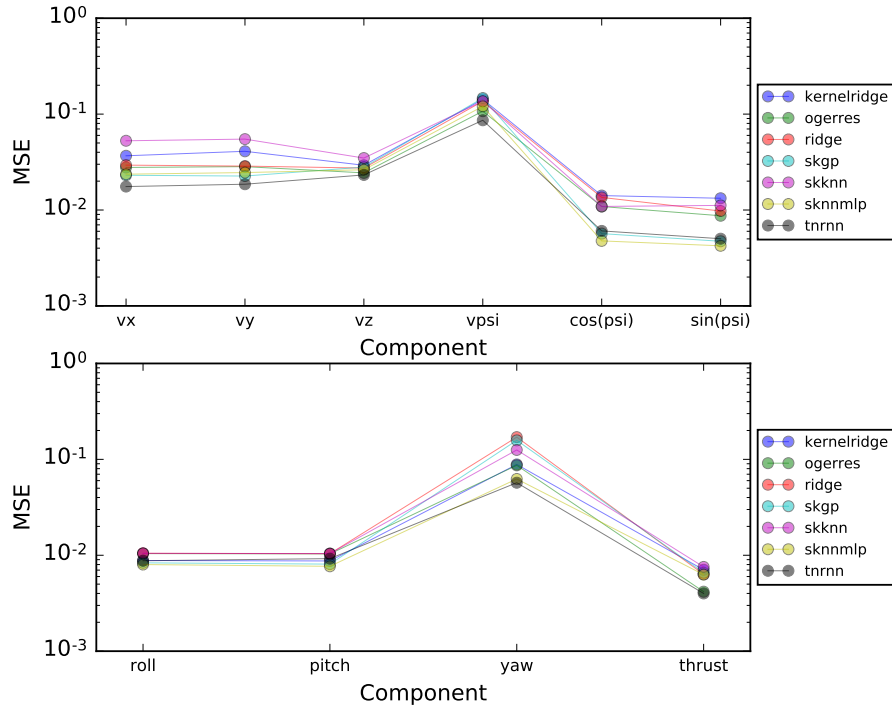 10^0
10^-1
10^-2
10^-3
MSE
vx vy vz vpsi cos(psi) sin(psi)
Component
kernelridge
ogerres
ridge
skgp
skknn
sknnmlp
tnrnn
10^0
10^-1
10^-2
10^-3
MSE
roll pitch yaw thrust
Component
kernelridge
ogerres
ridge
skgp
skknn
sknnmlp
tnrnn